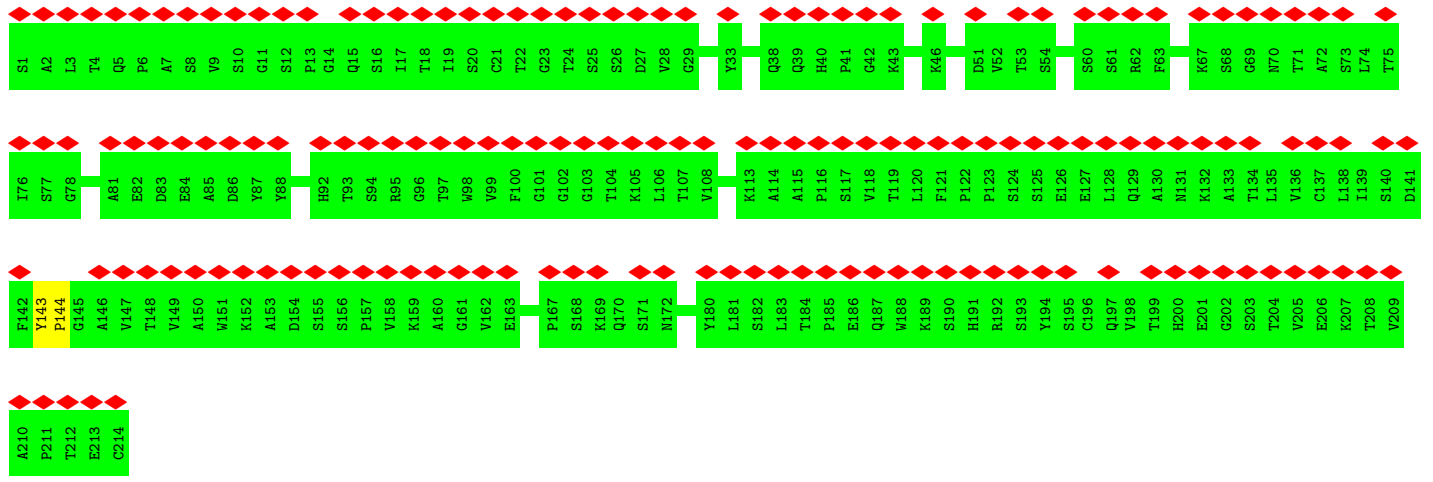 S1 A2 L3 T4 Q5 P6 A7 S8 V9 S10 G11 S12 P13 G14 Q15 S16 I17 T18 I19 S20 C21 T22 G23 T24 S25 S26 D27 V28 G29 Y33 Q38 Q39 H40 P41 G42 K43 K46 D51 V52 T53 S54 S60 S61 R62 F63 K67 S68 G69 N70 T71 A72 S73 L74 T75
I76 S77 G78 A81 E82 D83 E84 A85 D86 Y87 Y88 H92 T93 S94 R95 G96 T97 W98 V99 F100 G101 G102 G103 T104 K105 L106 T107 V108 K113 A114 A115 P116 S117 V118 T119 L120 F121 P122 P123 S124 S125 E126 E127 L128 Q129 A130 N131 K132 A133 T134 L135 V136 C137 L138 I139 S140 D141
F142 Y143 P144 G145 A146 V147 T148 V149 A150 W151 K152 A153 D154 S155 S156 P157 V158 K159 A160 G161 V162 E163 P167 S168 K169 Q170 S171 N172 Y180 L181 S182 L183 T184 P185 E186 Q187 W188 K189 S190 H191 R192 S193 Y194 S195 C196 Q197 V198 T199 H200 E201 G202 S203 T204 V205 E206 K207 T208 V209
A210 P211 T212 E213 C214